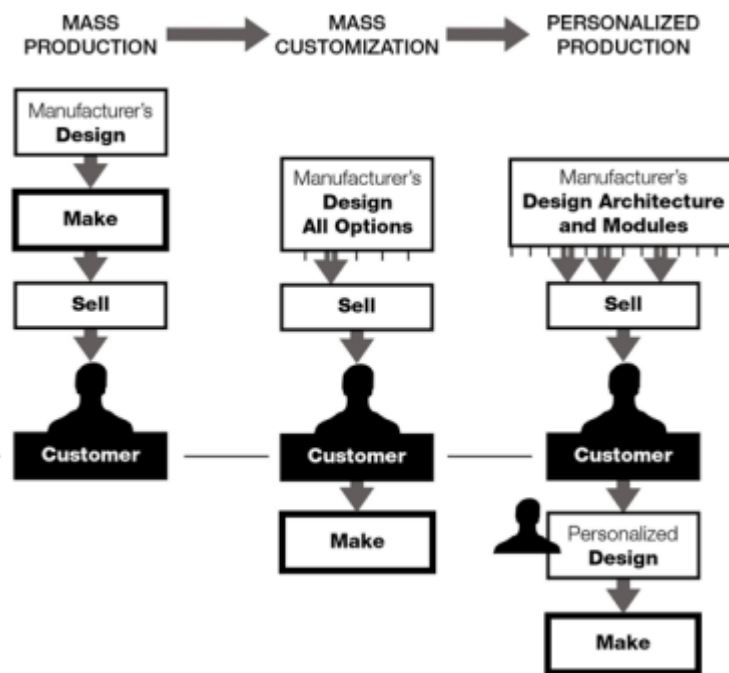 MASS
PRODUCTION
MASS
CUSTOMIZATION
PERSONALIZED
PRODUCTION
Manufacturer's
Design
Make
Sell
Customer
Manufacturer's
Design
All Options
Sell
Customer
Make
Manufacturer's
Design Architecture
and Modules
Sell
Customer
Personalized
Design
Make